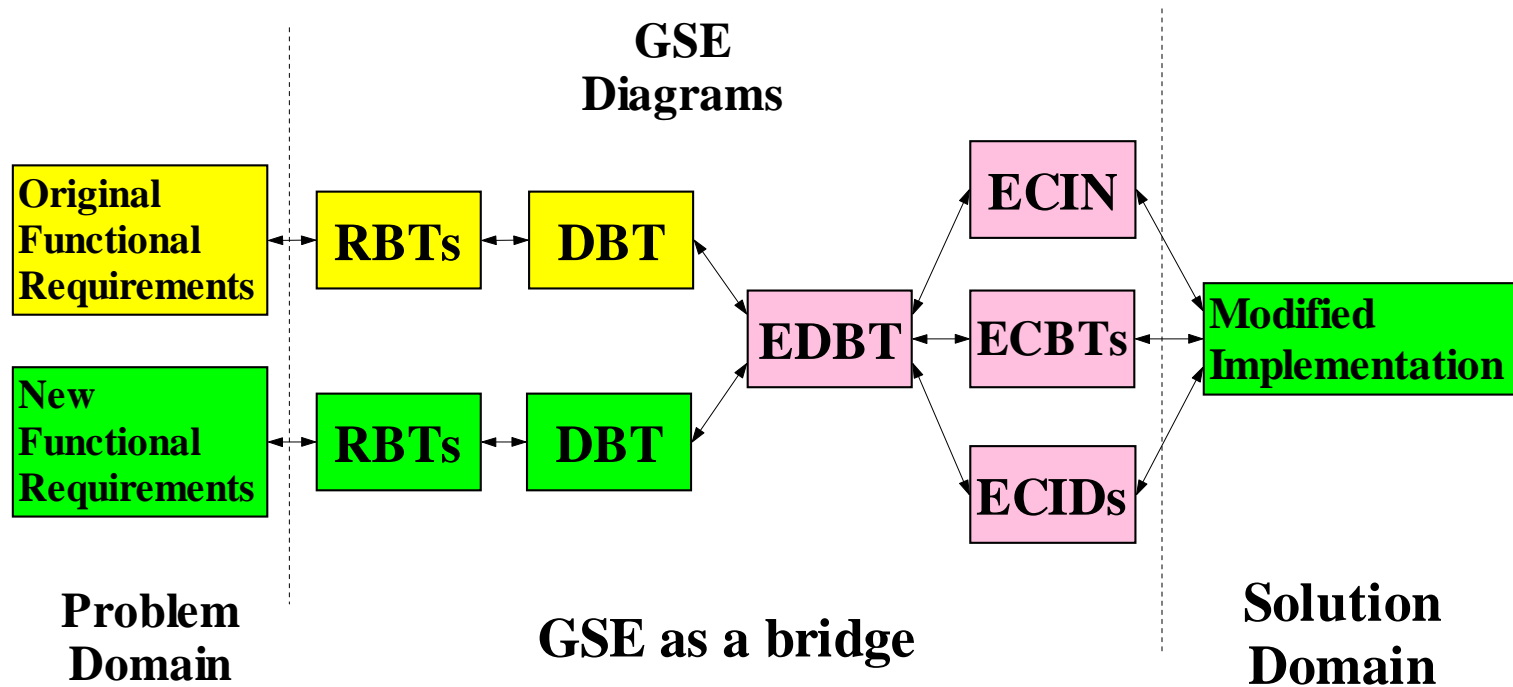 GSE
Diagrams
Original
Functional
Requirements
RBTs
DBT
New
Functional
Requirements
RBTs
DBT
EDBT
ECIN
ECBTs
ECIDs
Modified
Implementation
Problem
Domain
GSE as a bridge
Solution
Domain